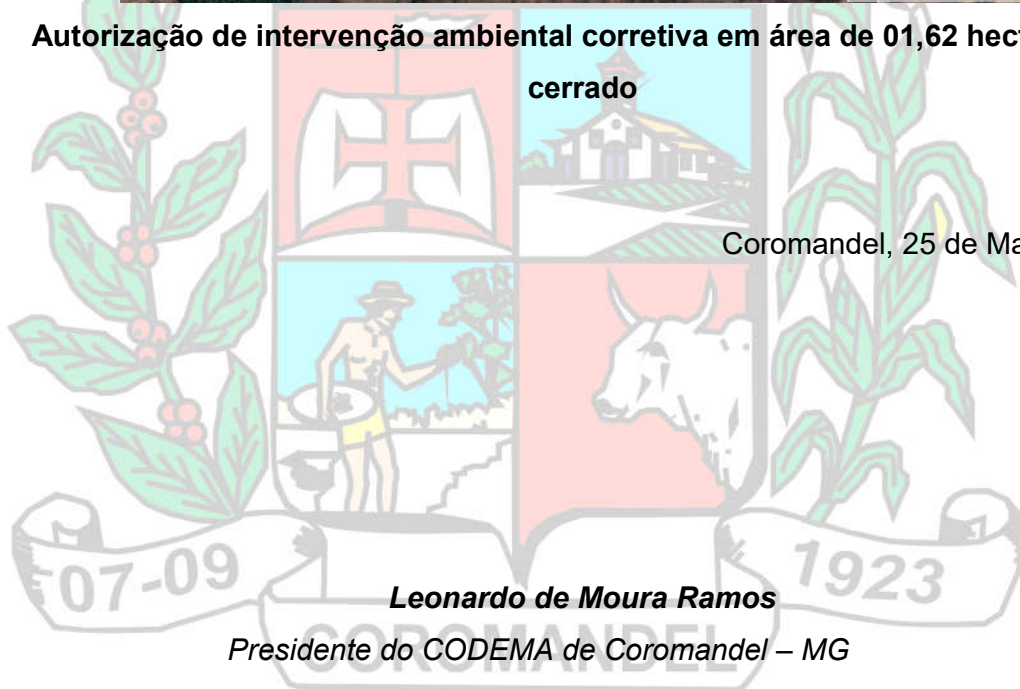 Autorização de intervenção ambiental corretiva em área de 01,62
cerrado
Coromandel, 25 de
07-09
1923
Leonardo de Moura Ramos
Presidente do CODEMA de Coromandel – MG
COROMANDEL